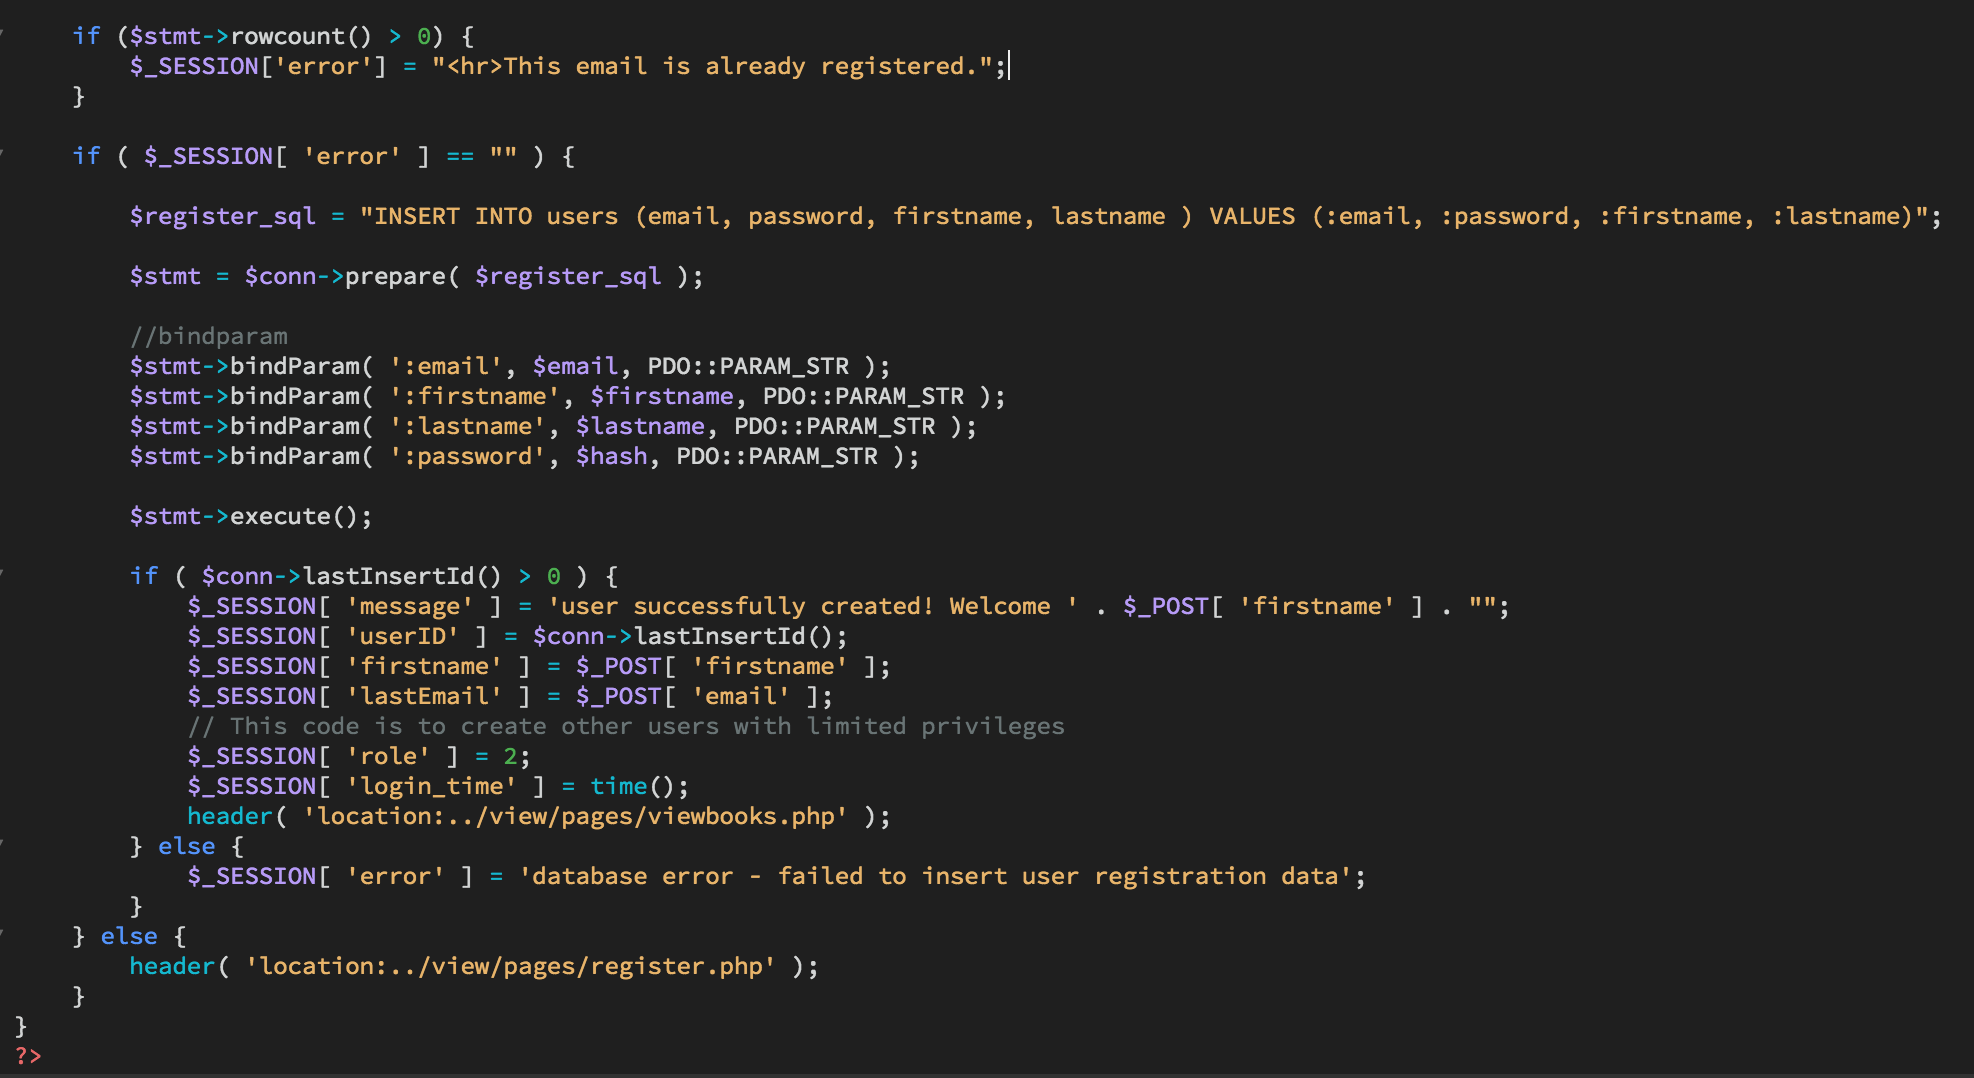 if ($stmt->rowcount() > 0) {
$_SESSION['error'] = "<hr>This email is already registered.";
}
if ( $_SESSION[ 'error' ] == "" ) {
$register_sql = "INSERT INTO users (email, password, firstname, lastname ) VALUES (:email, :password, :firstname, :lastname)";
$stmt = $conn->prepare( $register_sql );
//bindparam
$stmt->bindParam( ':email', $email, PDO::PARAM_STR );
$stmt->bindParam( ':firstname', $firstname, PDO::PARAM_STR );
$stmt->bindParam( ':lastname', $lastname, PDO::PARAM_STR );
$stmt->bindParam( ':password', $hash, PDO::PARAM_STR );
$stmt->execute();
if ( $conn->lastInsertId() > 0 ) {
$_SESSION[ 'message' ] = 'user successfully created! Welcome ' . $_POST[ 'firstname' ] . "";
$_SESSION[ 'userID' ] = $conn->lastInsertId();
$_SESSION[ 'firstname' ] = $_POST[ 'firstname' ];
$_SESSION[ 'lastEmail' ] = $_POST[ 'email' ];
// This code is to create other users with limited privileges
$_SESSION[ 'role' ] = 2;
$_SESSION[ 'login_time' ] = time();
header( 'location:../view/pages/viewbooks.php' );
} else {
$_SESSION[ 'error' ] = 'database error - failed to insert user registration data';
}
} else {
header( 'location:../view/pages/register.php' );
}
}
?>